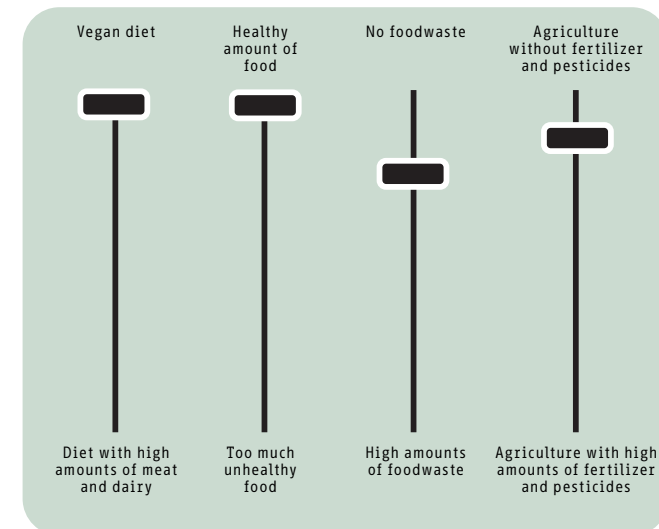 Vegan diet
Healthy
amount of
food
No foodwaste
Agriculture
without fertilizer
and pesticides
Diet with high
amounts of meat
and dairy
Too much
unhealthy
food
High amounts
of foodwaste
Agriculture with high
amounts of fertilizer
and pesticides